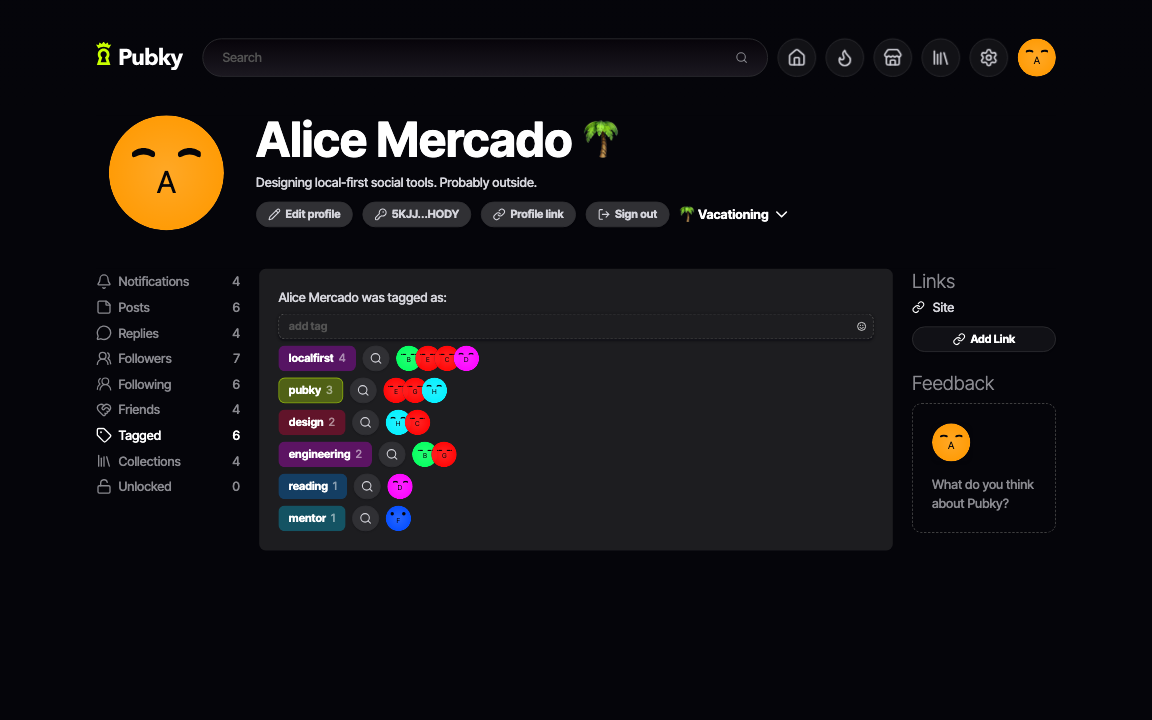 Pubky
Search
A
A
Alice Mercado 🌴
Designing local-first social tools. Probably outside.
Edit profile
5KJJ...HODY
Profile link
Sign out
🌴 Vacationing
Notifications 4
Posts 6
Replies 4
Followers 7
Following 6
Friends 4
Tagged 6
Collections 4
Unlocked 0
Alice Mercado was tagged as:
add tag
localfirst 4
pubky 3
design 2
engineering 2
reading 1
mentor 1
Links
Site
Add Link
Feedback
A
What do you think
about Pubky?